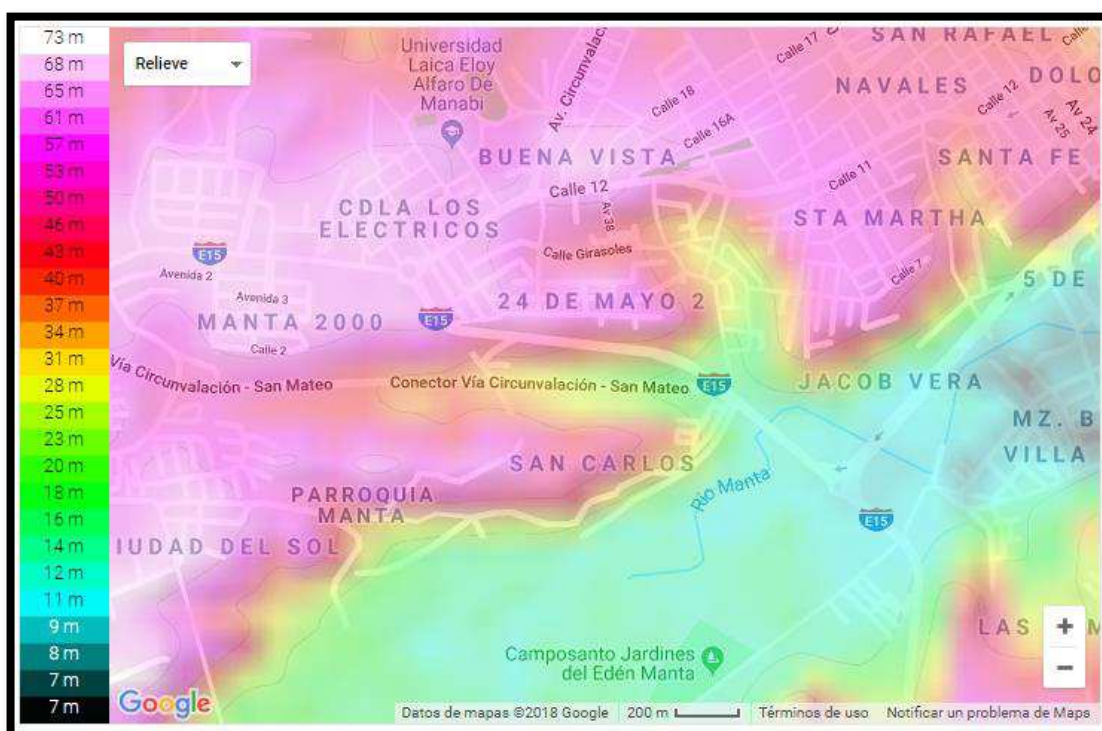 73 m
68 m
65 m
61 m
57 m
53 m
50 m
46 m
43 m
40 m
37 m
34 m
31 m
28 m
25 m
23 m
20 m
18 m
16 m
14 m
12 m
11 m
9 m
8 m
7 m
7 m
Relieve
Universidad
Laica Eloy
Alfaro De
Manabi
Av. Circunvalació
Calle 17
SAN RAFAEL
NAVALES
DOLO
Calle 12
Av 24
Av 25
Calle 18
Calle 16A
BUENA VISTA
SANTA FE
Calle 11
Calle 12
Av 38
CDLA LOS
ELECTRICOS
STA MARTHA
E15
Calle Girasoles
Calle 7
Avenida 2
5 DE
Avenida 3
24 DE MAYO 2
MANTA 2000
E15
Calle 2
Vía Circunvalación - San Mateo
Conector Vía Circunvalación - San Mateo
E15
JACOB VERA
MZ. B
VILLA
SAN CARLOS
Rio Manta
PARROQUIA
MANTA
E15
IUDAD DEL SOL
LAS
M
+
−
Camposanto Jardines
del Edén Manta
Google
Datos de mapas ©2018 Google
200 m
Términos de uso
Notificar un problema de Maps